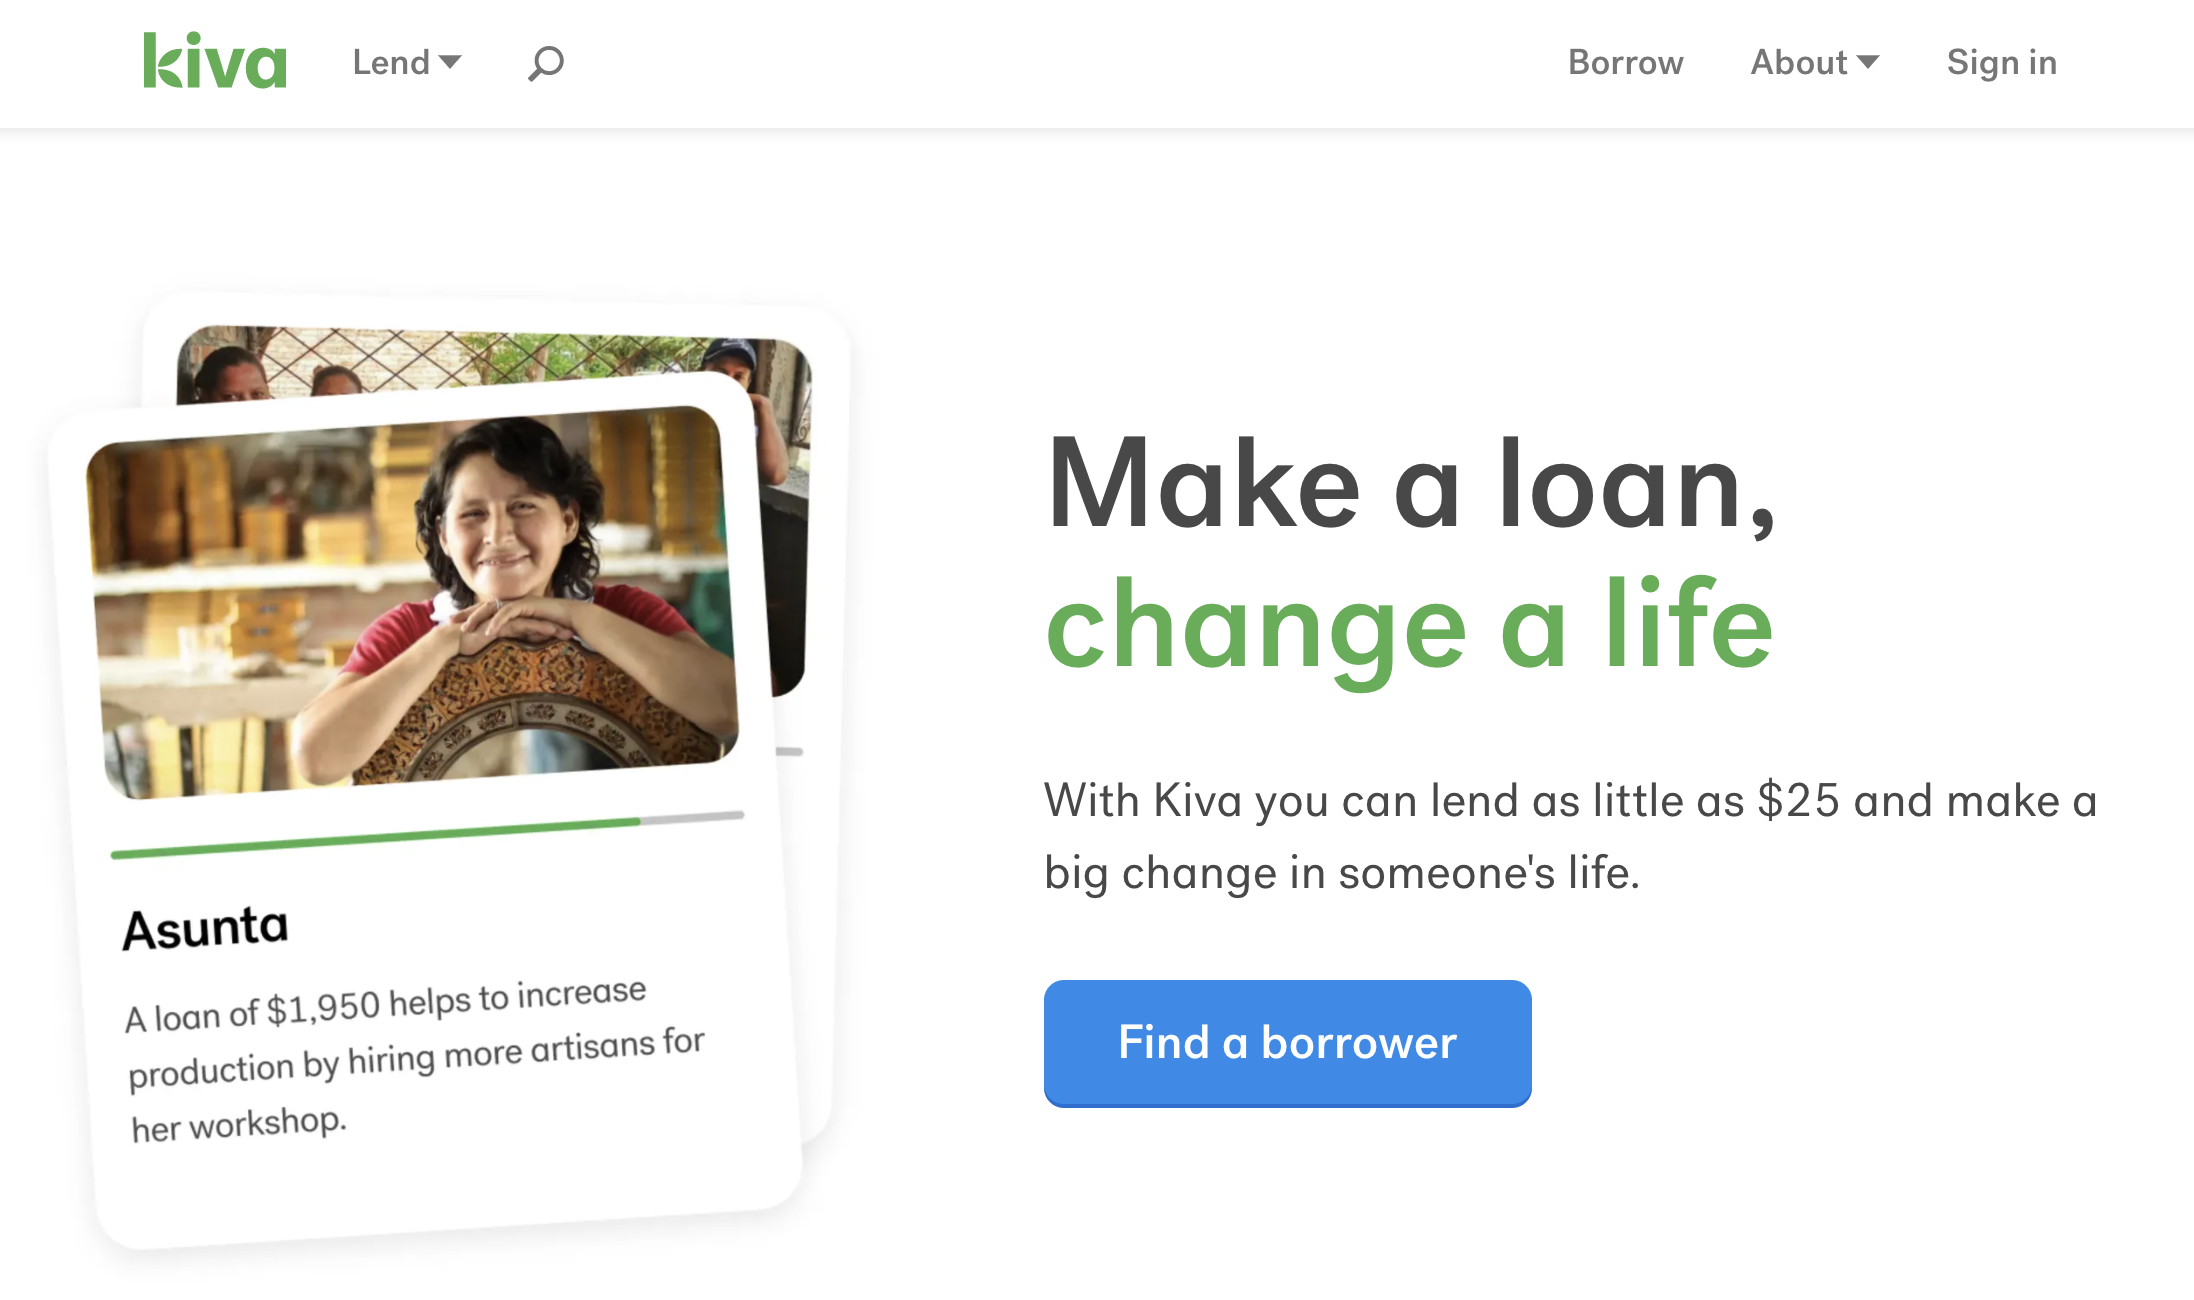 kiva
Lend
Borrow
About
Sign in
Make a loan,
change a life
With Kiva you can lend as little as $25 and make a
big change in someone's life.
Find a borrower
Asunta
A loan of $1,950 helps to increase
production by hiring more artisans for
her workshop.